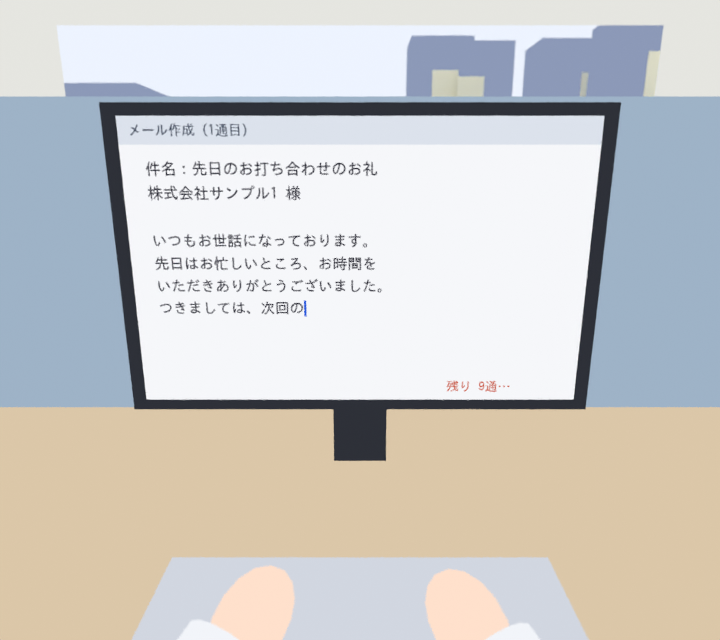 メール作成（1通目）
件名：先日のお打ち合わせのお礼
株式会社サンプル1 様
いつもお世話になっております。
先日はお忙しいところ、お時間を
いただきありがとうございました。
つきましては、次回の
残り 9通…